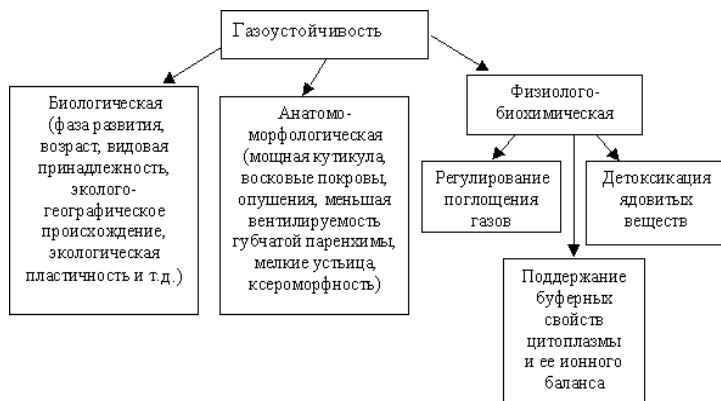 Газоустойчивость
Биологическая
(фаза развития,
возраст, видовая
принадлежность,
эколого-
географическое
происхождение,
экологическая
пластичность и т.д.)
Анатомо-
морфологическая
(мощная кутикула,
восковые покровы,
опушения, меньшая
вентилируемость
губчатой паренхимы,
мелкие устьица,
ксероморфность)
Физиолого-
биохимическая
Регулирование
поглощения
газов
Детоксикация
ядовитых
веществ
Поддержание
буферных
свойств
цитоплазмы
и ее ионного
баланса